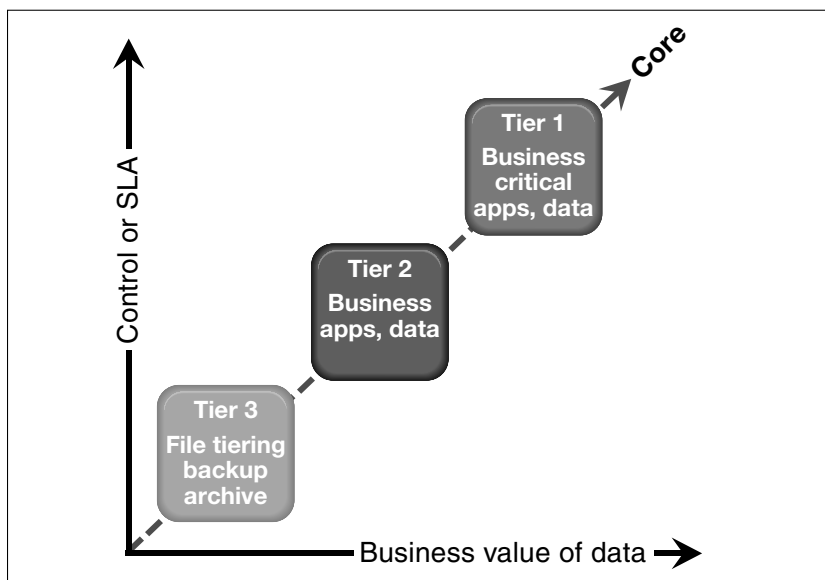 Core
Tier 1
Business
critical
apps, data
Tier 2
Business
apps, data
Tier 3
File tiering
backup
archive
Control or SLA
Business value of data